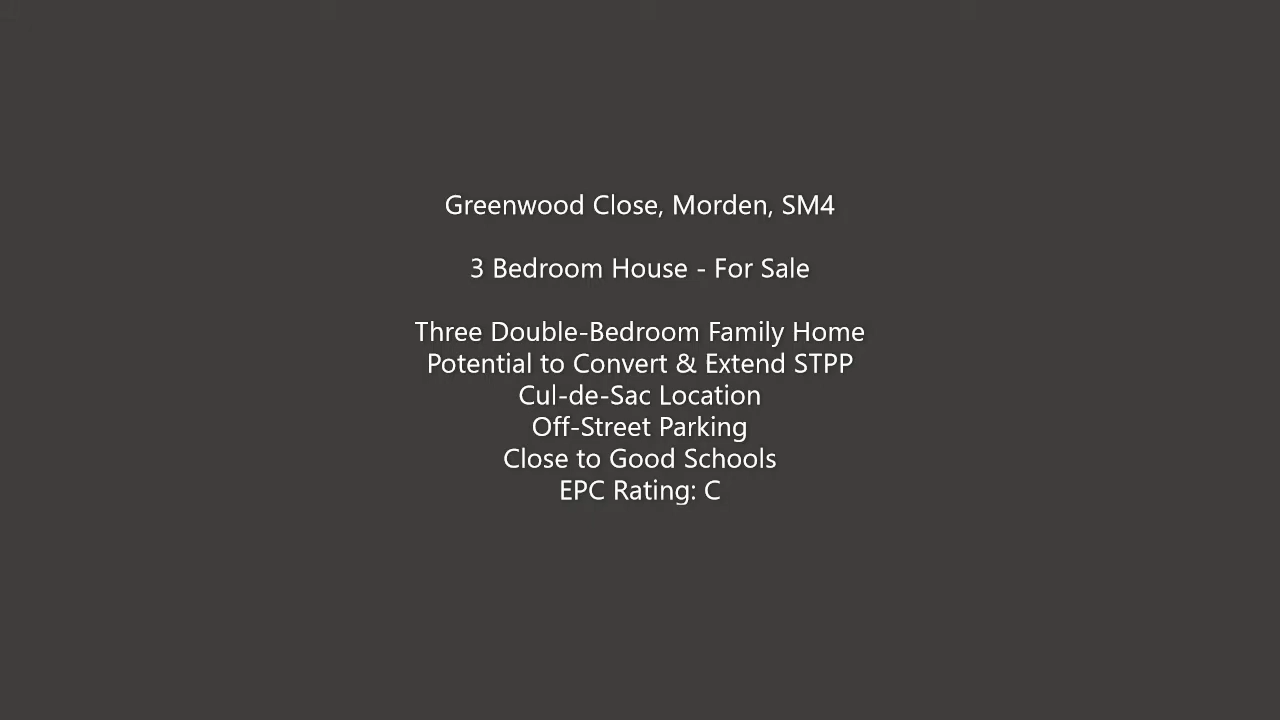 Greenwood Close, Morden, SM4
3 Bedroom House - For Sale
Three Double-Bedroom Family Home
Potential to Convert & Extend STPP
Cul-de-Sac Location
Off-Street Parking
Close to Good Schools
EPC Rating: C